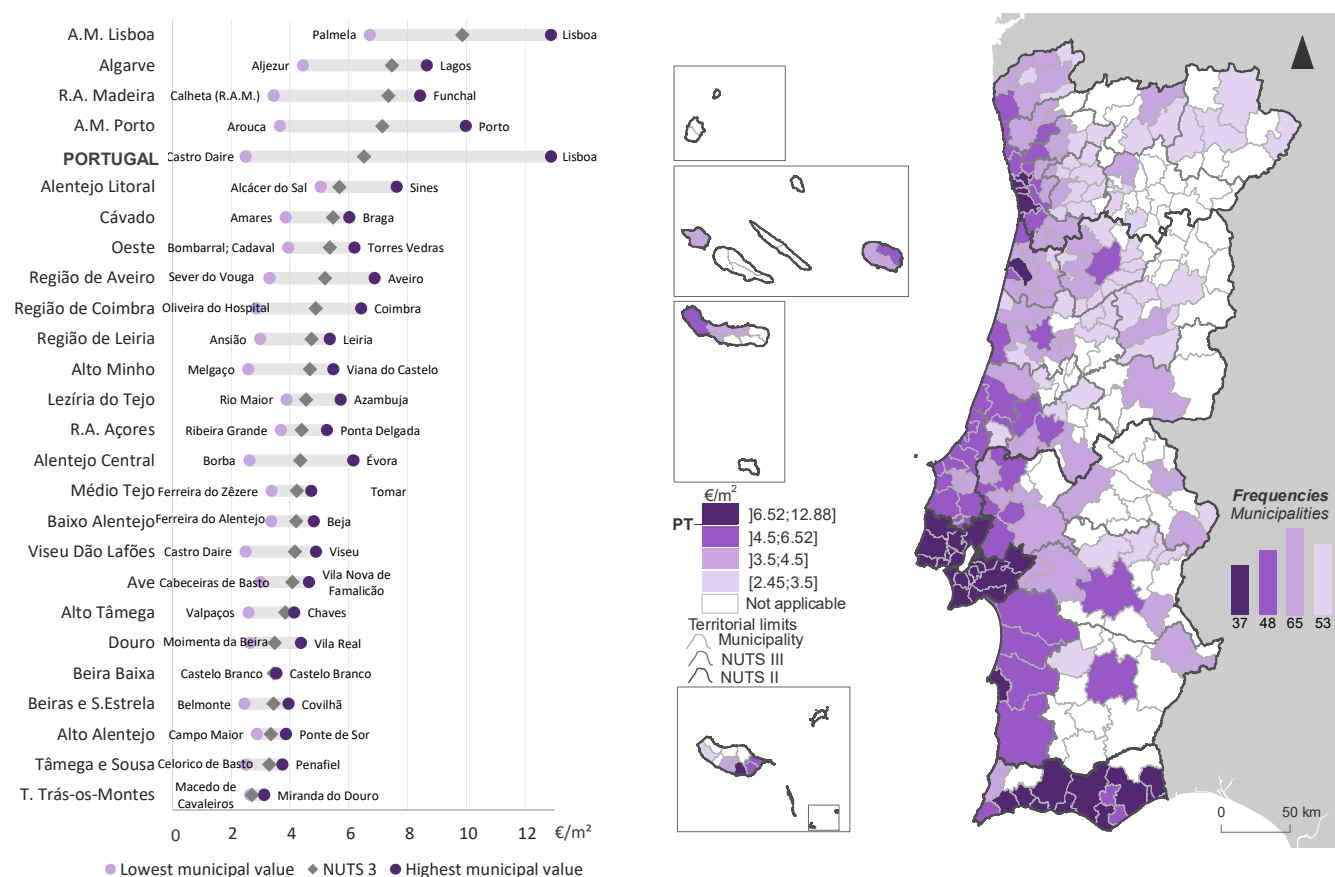 A.M. Lisboa Palmela Lisboa
Algarve Aljezur Lagos
R.A. Madeira Calheta (R.A.M.) Funchal
A.M. Porto Arouca Porto
PORTUGAL Castro Daire Lisboa
Alentejo Litoral Alcácer do Sal Sines
Cávado Amares Braga
Oeste Bombarral; Cadaval Torres Vedras
Região de Aveiro Sever do Vouga Aveiro
Região de Coimbra Oliveira do Hospital Coimbra
Região de Leiria Ansião Leiria
Alto Minho Melgaço Viana do Castelo
Lezíria do Tejo Rio Maior Azambuja
R.A. Açores Ribeira Grande Ponta Delgada
Alentejo Central Borba Évora
Médio Tejo Ferreira do Zêzere Tomar
Baixo Alentejo Ferreira do Alentejo Beja
Viseu Dão Lafões Castro Daire Viseu
Ave Cabeceiras de Basto Vila Nova de
Famalicão
Alto Tâmega Valpaços Chaves
Douro Moimenta da Beira Vila Real
Beira Baixa Castelo Branco Castelo Branco
Beiras e S.Estrela Belmonte Covilhã
Alto Alentejo Campo Maior Ponte de Sor
Tâmega e Sousa Celorico de Basto Penafiel
T. Trás-os-Montes Macedo de
Cavaleiros Miranda do Douro
0 2 4 6 8 10 12 €/m²
Lowest municipal value NUTS 3 Highest municipal value
€/m²
PT
]6.52;12.88]
]4.5;6.52]
]3.5;4.5]
[2.45;3.5]
Not applicable
Territorial limits
Municipality
NUTS III
NUTS II
Frequencies
Municipalities
37 48 65 53
0 50 km